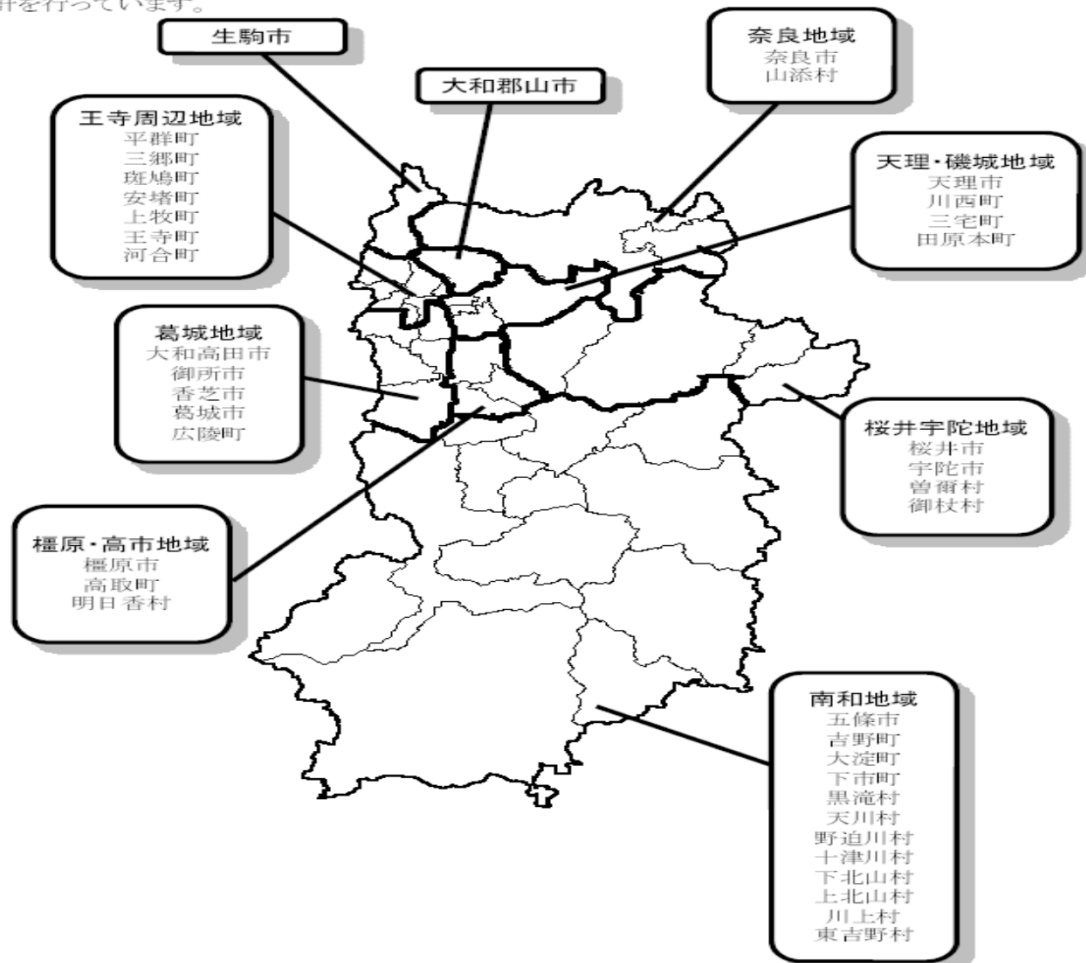 を行っています。
生駒市
奈良地域
奈良市
山添村
大和郡山市
王寺周辺地域
平群町
三郷町
斑鳩町
安堵町
上牧町
王寺町
河合町
天理・磯城地域
天理市
川西町
三宅町
田原本町
葛城地域
大和高田市
御所市
香芝市
葛城市
広陵町
桜井宇陀地域
桜井市
宇陀市
曽爾村
御杖村
橿原・高市地域
橿原市
高取町
明日香村
南和地域
五條市
吉野町
大淀町
下市町
黒滝村
天川村
野迫川村
十津川村
下北山村
上北山村
川上村
東吉野村